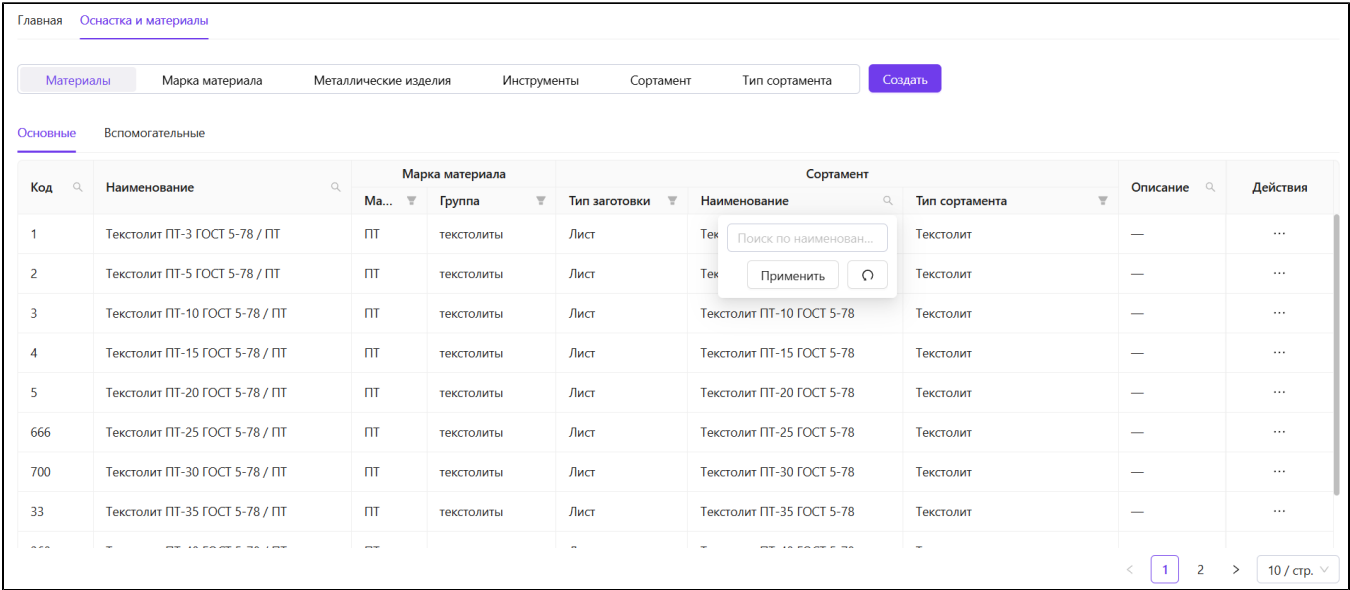 Главная Оснастка и материалы
Материалы Марка материала Металлические изделия Инструменты Сортамент Тип сортамента Создать
Основные Вспомогательные
Код Наименование Марка материала Сортамент Описание Действия
Ма... Группа Тип заготовки Наименование Тип сортамента
1 Текстолит ПТ-3 ГОСТ 5-78 / ПТ ПТ текстолиты Лист Тек Текстолит — ...
Поиск по наименован...
2 Текстолит ПТ-5 ГОСТ 5-78 / ПТ ПТ текстолиты Лист Тек Текстолит — ...
Применить
3 Текстолит ПТ-10 ГОСТ 5-78 / ПТ ПТ текстолиты Лист Текстолит ПТ-10 ГОСТ 5-78 Текстолит — ...
4 Текстолит ПТ-15 ГОСТ 5-78 / ПТ ПТ текстолиты Лист Текстолит ПТ-15 ГОСТ 5-78 Текстолит — ...
5 Текстолит ПТ-20 ГОСТ 5-78 / ПТ ПТ текстолиты Лист Текстолит ПТ-20 ГОСТ 5-78 Текстолит — ...
666 Текстолит ПТ-25 ГОСТ 5-78 / ПТ ПТ текстолиты Лист Текстолит ПТ-25 ГОСТ 5-78 Текстолит — ...
700 Текстолит ПТ-30 ГОСТ 5-78 / ПТ ПТ текстолиты Лист Текстолит ПТ-30 ГОСТ 5-78 Текстолит — ...
33 Текстолит ПТ-35 ГОСТ 5-78 / ПТ ПТ текстолиты Лист Текстолит ПТ-35 ГОСТ 5-78 Текстолит — ...
< 1 2 > 10 / стр.